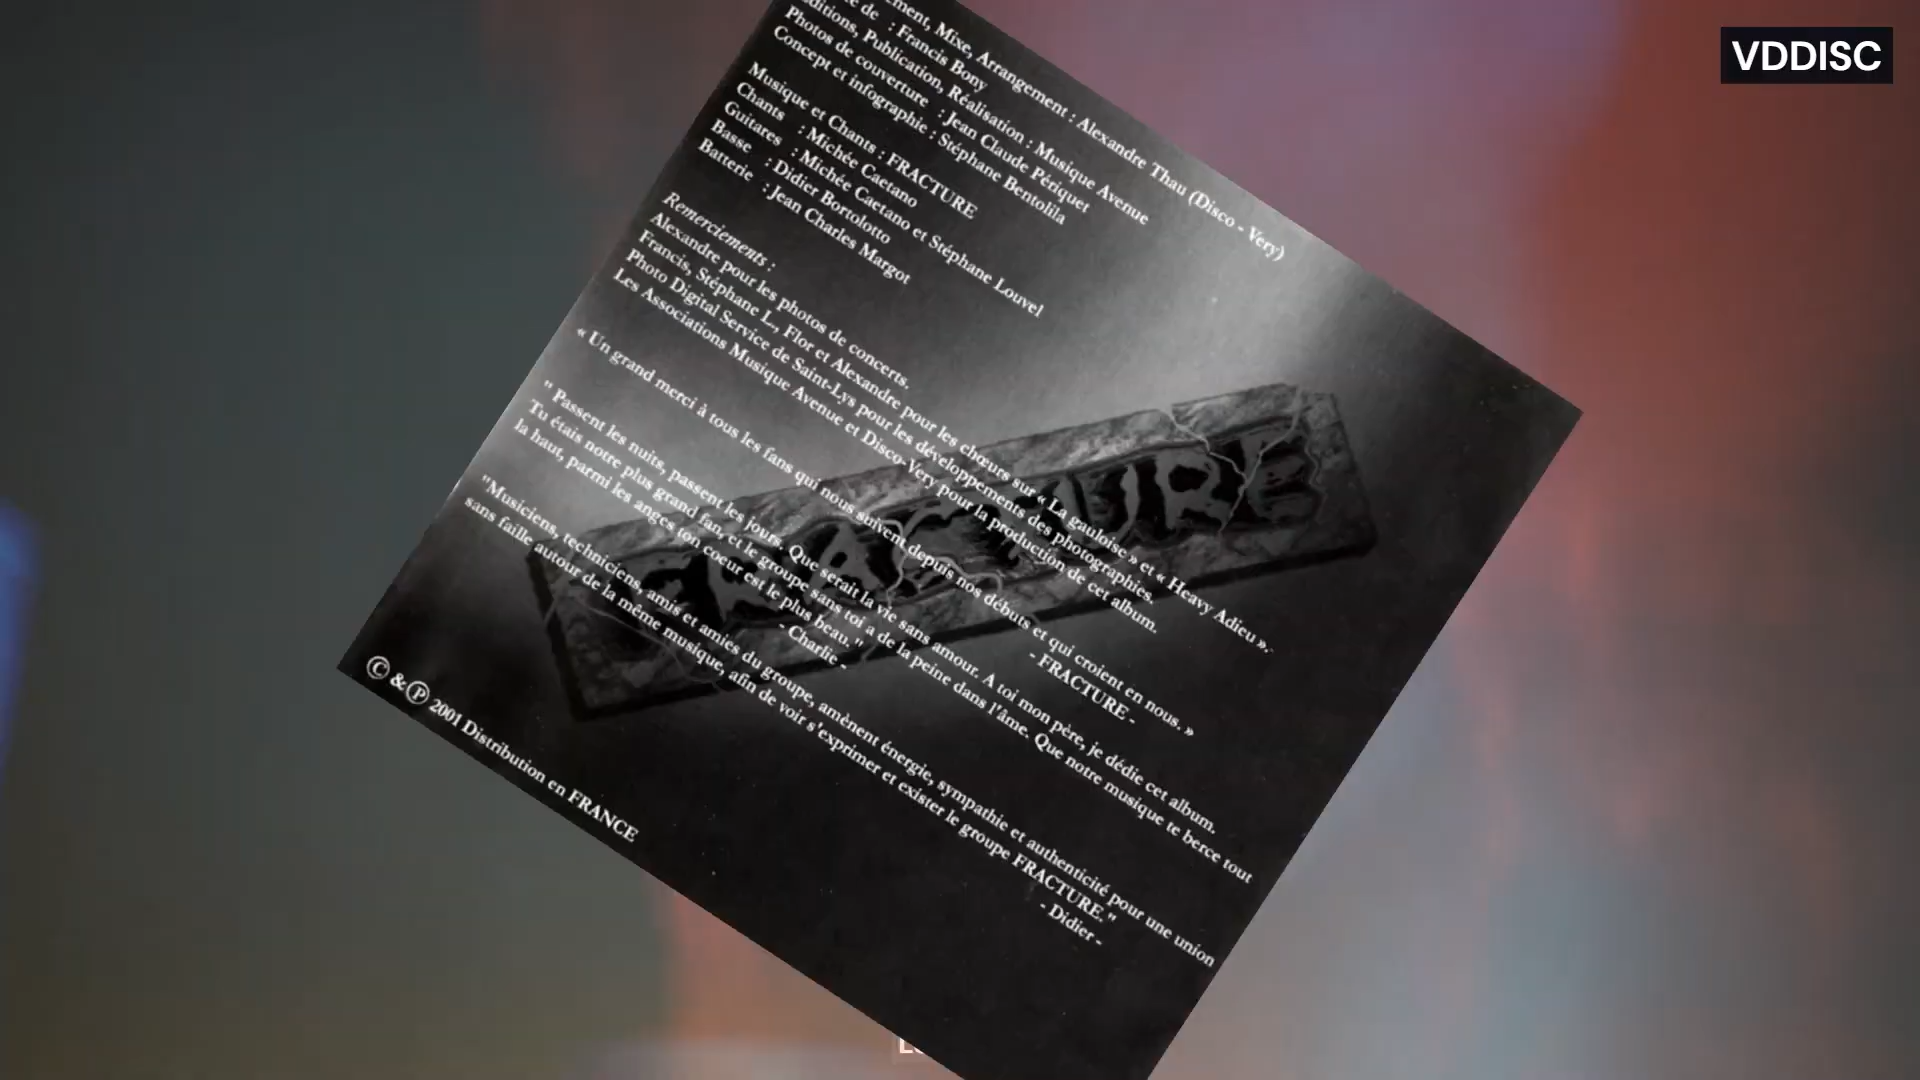 VDDISC
Mixe, Arrangement : Alexandre Thau (Disco - Very)
de : Francis Bony
Publication, Réalisation : Musique Avenue
Photos de couverture : Jean Claude Périquet
Concept et infographie : Stéphane Bentolila
Musique et Chants : FRACTURE
Chants : Michée Caetano
Guitares : Michée Caetano et Stéphane Louvel
Basse : Didier Bortolotto
Batterie : Jean Charles Margot
Remerciements :
Alexandre pour les photos de concerts.
Francis, Stéphane L., Flor et Alexandre pour les chœurs sur « La gauloise » et « Heavy Adieu ».
Photo Digital Service de Saint-Lys pour les développements des photographies.
Les Associations Musique Avenue et Disco-Very pour la production de cet album.
« Un grand merci à tous les fans qui nous suivent depuis nos débuts et qui croient en nous. »
- FRACTURE -
" Passent les nuits, passent les jours. Que serait la vie sans amour. A toi mon père, je dédie cet album.
Tu étais notre plus grand fan, et le groupe sans toi a de la peine dans l'âme. Que notre musique te berce tout
la haut, parmi les anges ton coeur est le plus beau. "
- Charlie -
"Musiciens, techniciens, amis et amies du groupe, amènent énergie, sympathie et authenticité pour une union
sans faille autour de la même musique, afin de voir s'exprimer et exister le groupe FRACTURE."
- Didier -
© & ℗ 2001 Distribution en FRANCE
FRACTURE